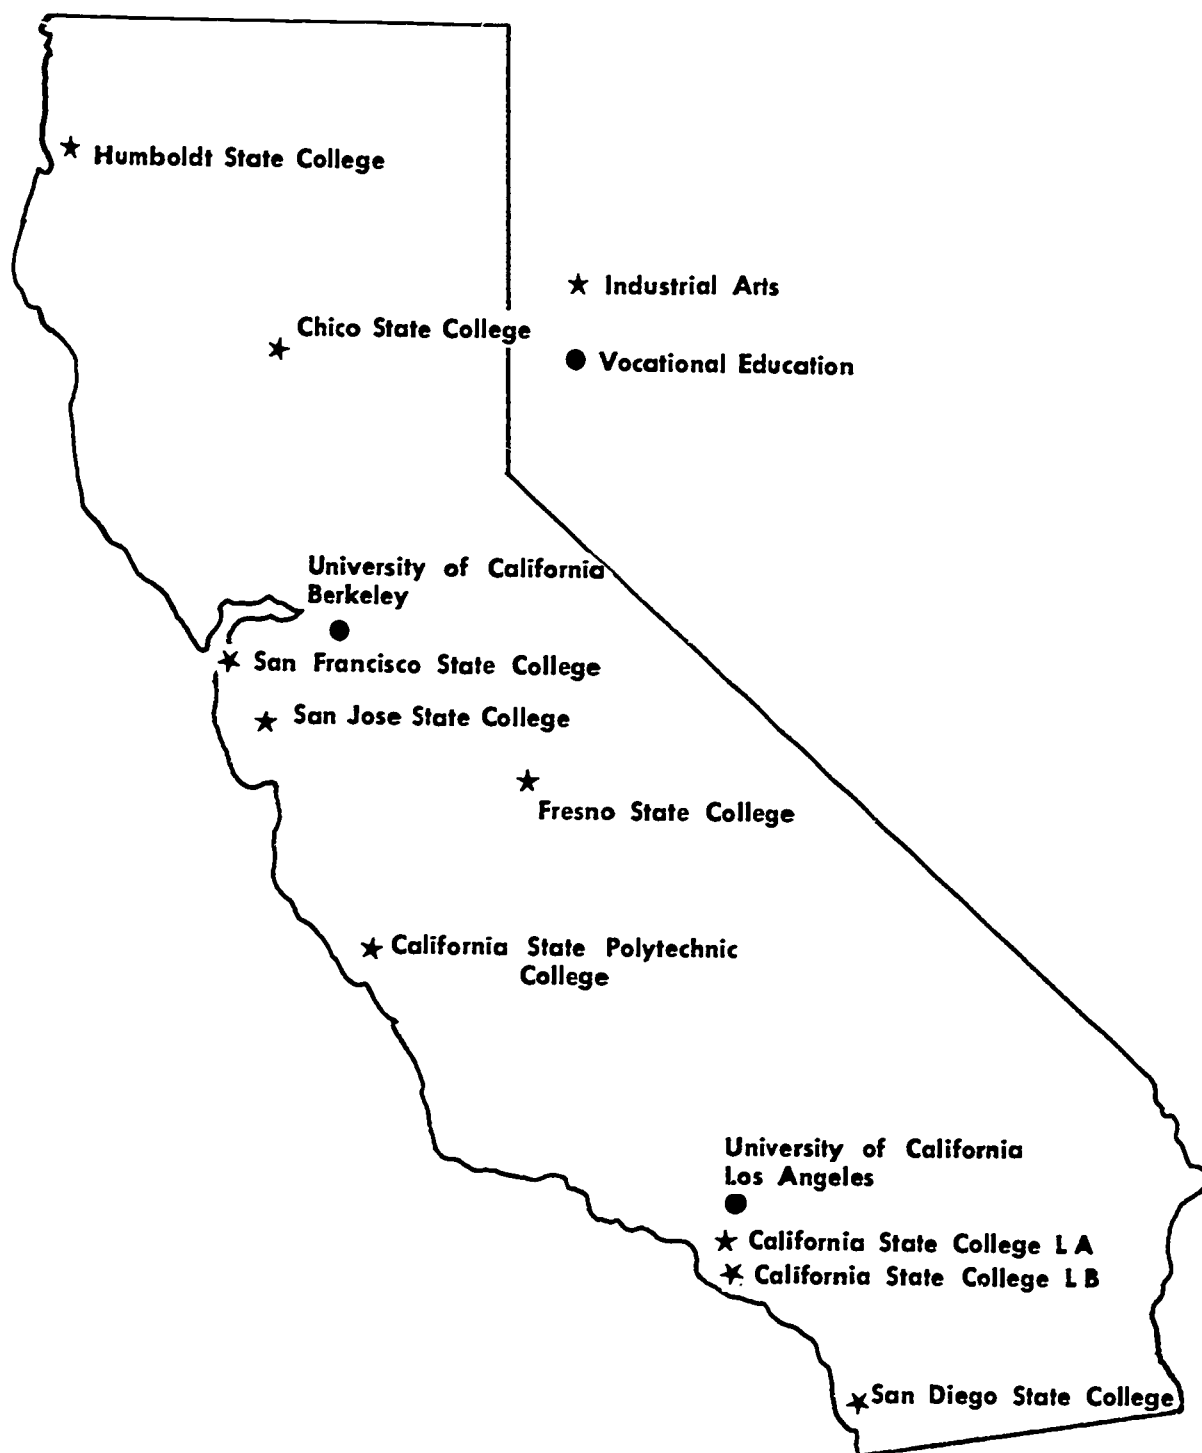 Humboldt State College
★ Industrial Arts
Chico State College
● Vocational Education
University of California
Berkeley
San Francisco State College
San Jose State College
Fresno State College
California State Polytechnic
College
University of California
Los Angeles
California State College L A
California State College L B
San Diego State College